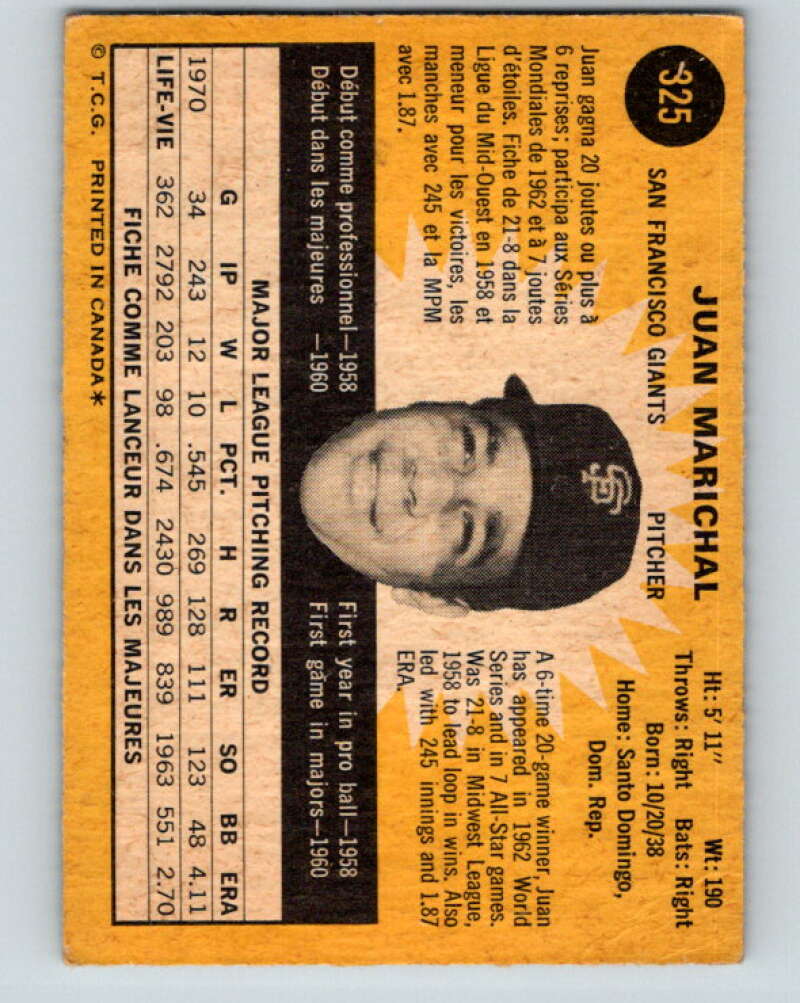 325
JUAN MARICHAL
SAN FRANCISCO GIANTS PITCHER
Ht: 5' 11" Wt: 190
Throws: Right Bats: Right
Born: 10/20/38
Home: Santo Domingo,
Dom. Rep.
Juan gagna 20 joutes ou plus à
6 reprises; participa aux Séries
Mondiales de 1962 et à 7 joutes
d'étoiles. Fiche de 21-8 dans la
Ligue du Mid-Ouest en 1958 et
meneur pour les victoires, les
manches avec 245 et la MPM
avec 1.87.
SF
A 6-time 20-game winner, Juan
has appeared in 1962 World
Series and in 7 All-Star games.
Was 21-8 in Midwest League,
1958 to lead loop in wins. Also
led with 245 innings and 1.87
ERA.
Début comme professionnel—1958
Début dans les majeures —1960
First year in pro ball—1958
First game in majors—1960
MAJOR LEAGUE PITCHING RECORD
G IP W L PCT. H R ER SO BB ERA
1970 34 243 12 10 .545 269 128 111 123 48 4.11
LIFE-VIE 362 2792 203 98 .674 2430 989 839 1963 551 2.70
FICHE COMME LANCEUR DANS LES MAJEURES
© T.C.G. PRINTED IN CANADA*